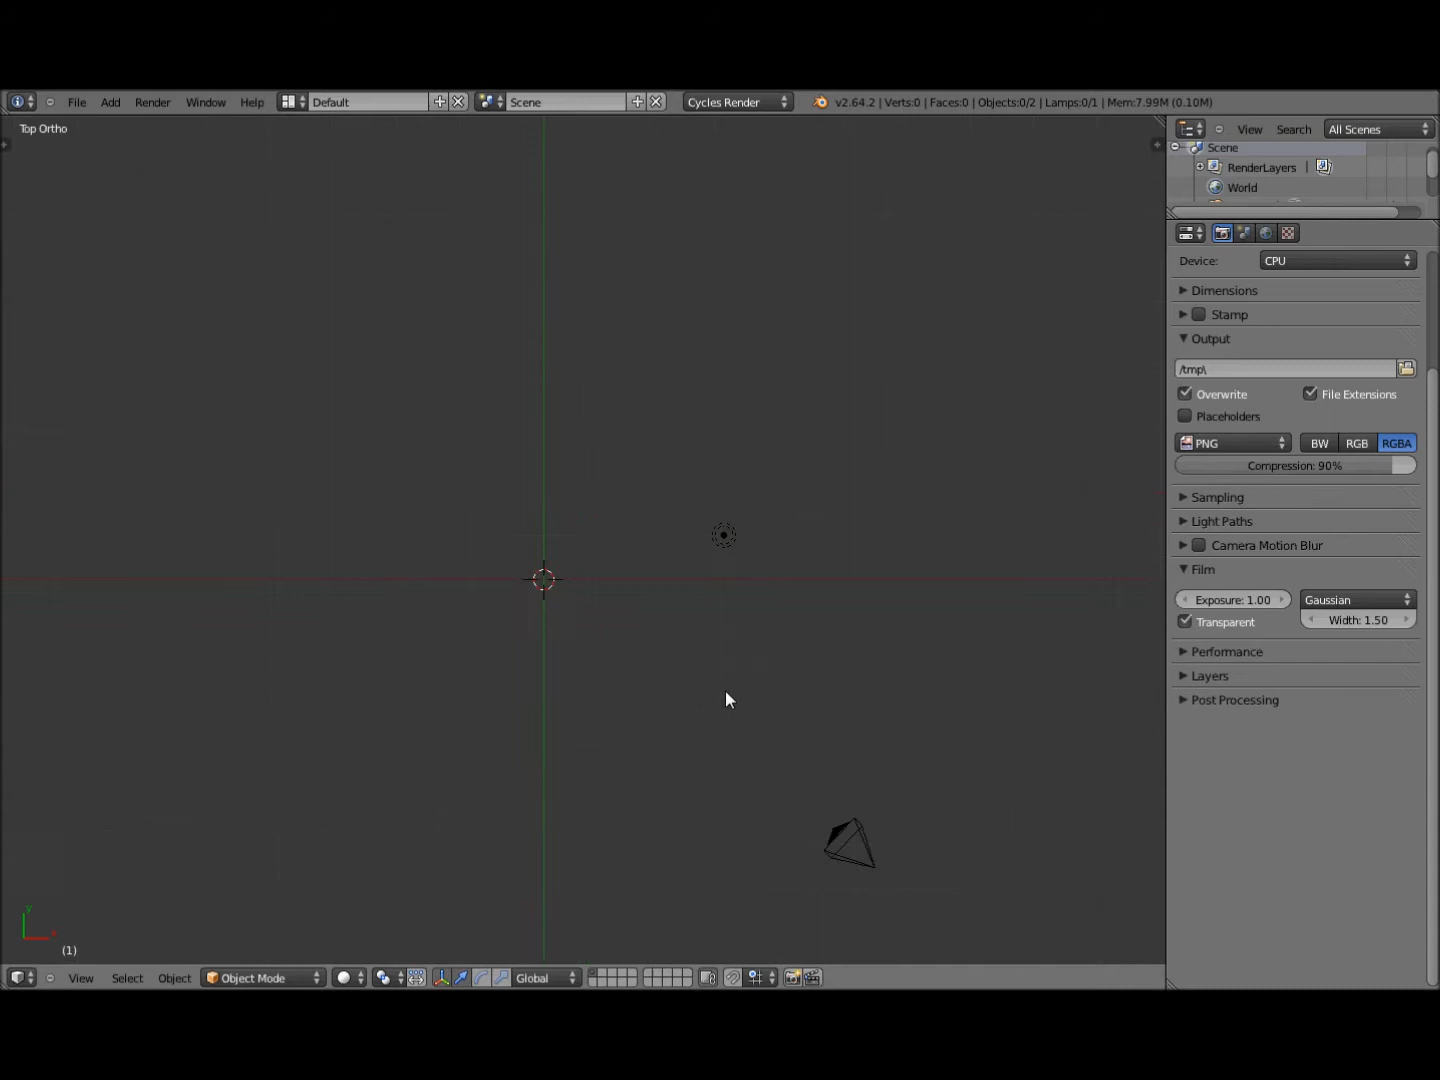 File Add Render Window Help Default Scene Cycles Render v2.64.2 | Verts:0 | Faces:0 | Objects:0/2 | Lamps:0/1 | Mem:7.99M (0.10M)
Top Ortho
View Search All Scenes
Scene
RenderLayers |
World
Device: CPU
Dimensions
Stamp
Output
/tmp\
Overwrite File Extensions
Placeholders
PNG BW RGB RGBA
Compression: 90%
Sampling
Light Paths
Camera Motion Blur
Film
Exposure: 1.00 Gaussian
Transparent Width: 1.50
Performance
Layers
Post Processing
y
x
(1)
View Select Object Object Mode Global